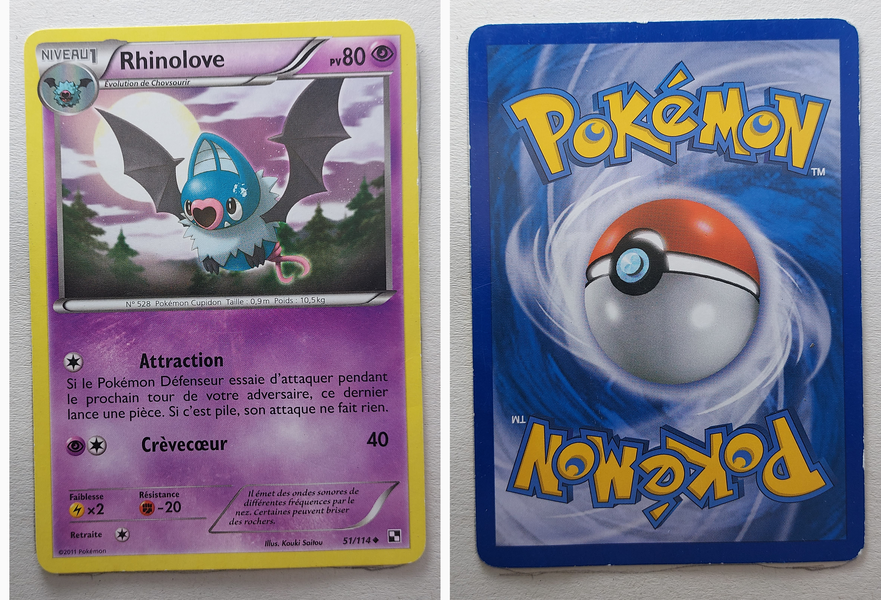 NIVEAU 1
Rhinolove
PV 80
Évolution de Chovsourir
N° 528 Pokémon Cupidon Taille : 0,9 m Poids : 10,5 kg
Attraction
Si le Pokémon Défenseur essaie d'attaquer pendant
le prochain tour de votre adversaire, ce dernier
lance une pièce. Si c'est pile, son attaque ne fait rien.
Crèvecœur 40
Faiblesse
×2
Résistance
-20
Retraite
Il émet des ondes sonores de
différentes fréquences par le
nez. Certaines peuvent briser
des rochers.
©2011 Pokémon
Illus. Kouki Saitou
51/114
POKéMON
TM
TM
POKéMON